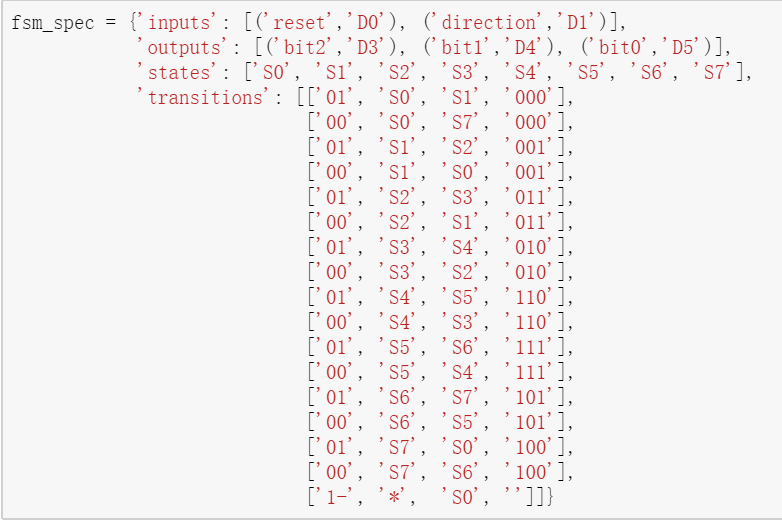 fsm_spec = {'inputs': [('reset','D0'), ('direction','D1')],
'outputs': [('bit2','D3'), ('bit1','D4'), ('bit0','D5')],
'states': ['S0', 'S1', 'S2', 'S3', 'S4', 'S5', 'S6', 'S7'],
'transitions': [['01', 'S0', 'S1', '000'],
['00', 'S0', 'S7', '000'],
['01', 'S1', 'S2', '001'],
['00', 'S1', 'S0', '001'],
['01', 'S2', 'S3', '011'],
['00', 'S2', 'S1', '011'],
['01', 'S3', 'S4', '010'],
['00', 'S3', 'S2', '010'],
['01', 'S4', 'S5', '110'],
['00', 'S4', 'S3', '110'],
['01', 'S5', 'S6', '111'],
['00', 'S5', 'S4', '111'],
['01', 'S6', 'S7', '101'],
['00', 'S6', 'S5', '101'],
['01', 'S7', 'S0', '100'],
['00', 'S7', 'S6', '100'],
['1-', '*', 'S0', '']]}